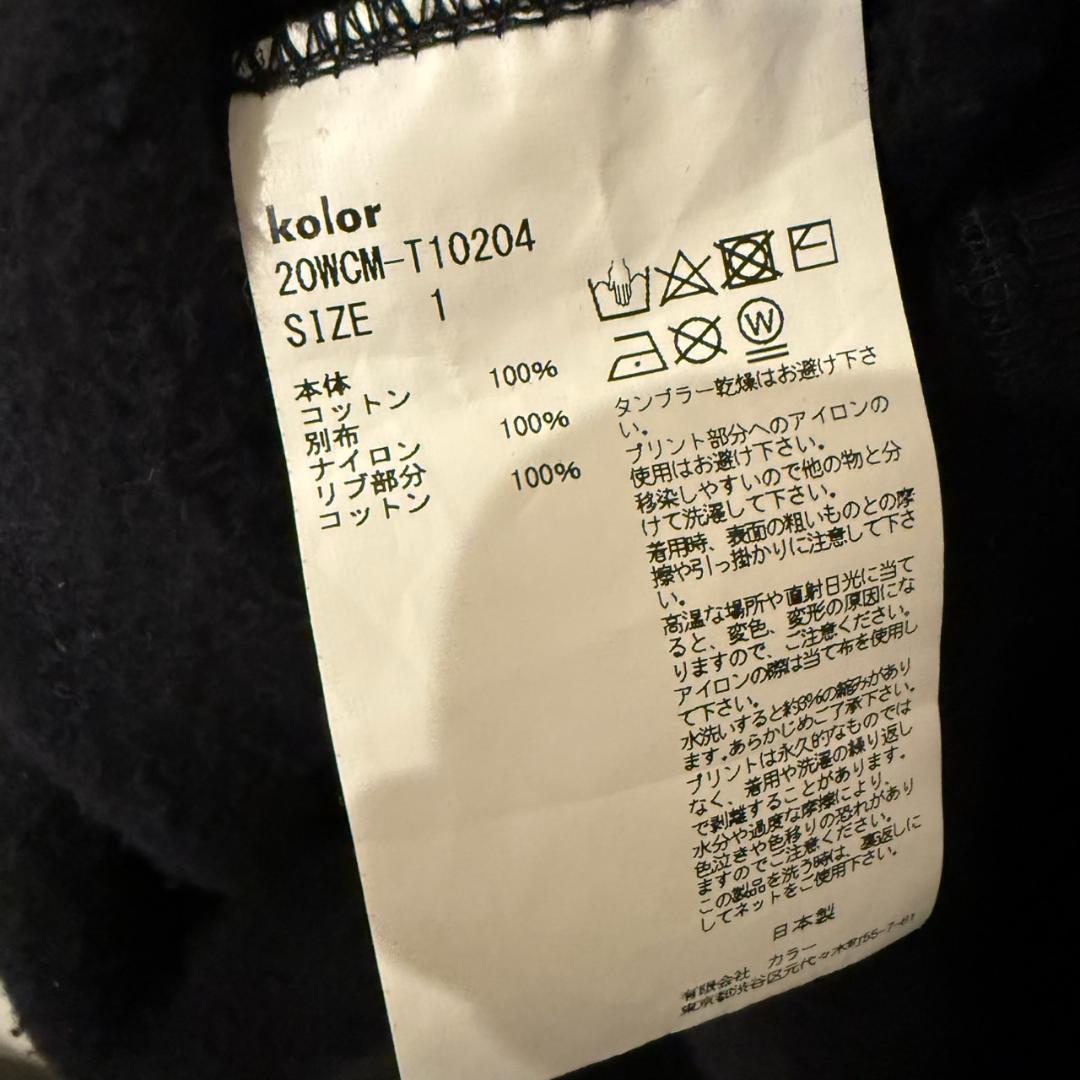 kolor
20WCM-T10204
SIZE 1
本体
コットン 100%
別布
ナイロン 100%
リブ部分
コットン 100%
W
タンブラー乾燥はお避け下さ
い。
プリント部分へのアイロンの
使用はお避け下さい。
移染しやすいので他の物と分
けて洗濯して下さい。
着用時、表面の粗いものとの摩
擦や引っ掛かりに注意して下さ
い。
高温な場所や直射日光に当て
ると、変色、変形の原因にな
りますので、ご注意ください。
アイロンの際は当て布を使用し
て下さい。
水洗いすると約3%の縮みがあり
ます。あらかじめご了承下さい。
プリントは永久的なものでは
なく、着用や洗濯の繰り返し
で剥離することがあります。
水分や過度な摩擦により、
色泣きや色移りの恐れがあり
ますのでご注意ください。
この製品を洗う時は、裏返しに
してネットをご使用下さい。
日本製
有限会社 カラー
東京都渋谷区元代々木町55-7-61